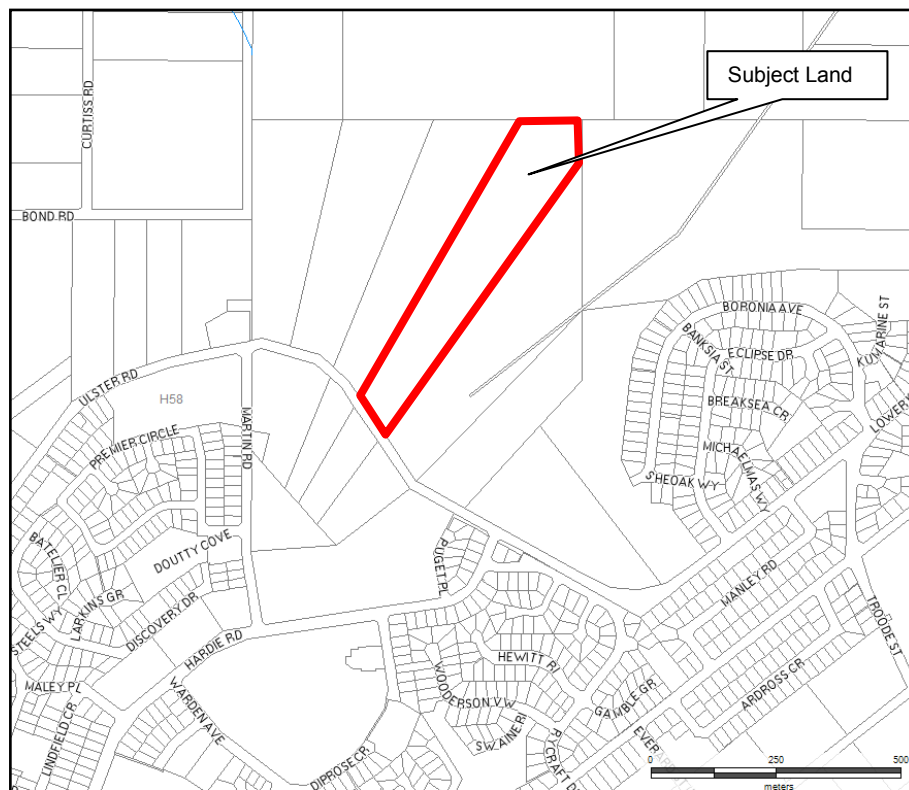 Subject Land
CURTISS RD
BOND RD
BORONIA AVE
KUMARINE ST
BANKSIA ST
ECLIPSE DR
ULSTER RD
H58
BREAKSEA CR
MARTIN RD
PREMIER CIRCLE
MICHAELMAS WY
SHEOAK WY
BATELIER CL
DOUTTY COVE
PUGET PL
MANLEY RD
LARKINS GR
DISCOVERY DR
STEELS WY
HARDIE RD
TROODE ST
HEWITT RI
MALEY PL
WARDEN AVE
WOODERSON VW
GAMBLE GR
ARDROSS CR
LINDFIELD CR
SWAINE RI
DIPROSE CR
0 250 500
meters